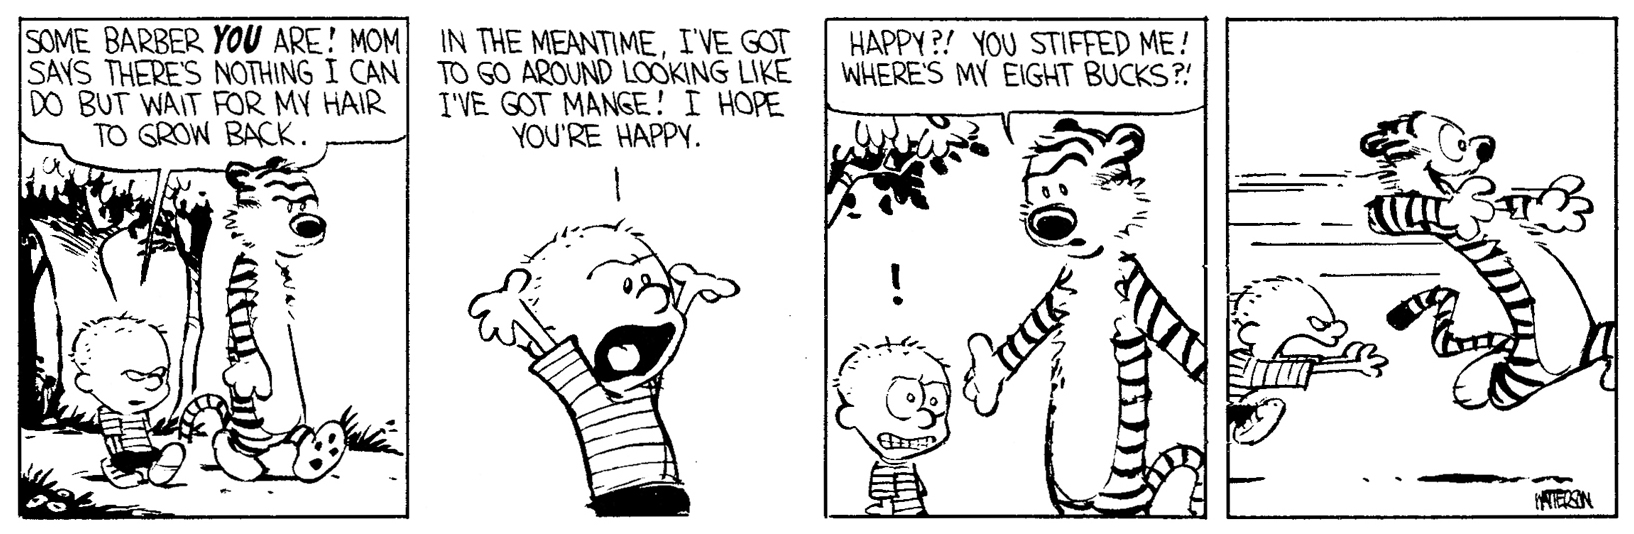 SOME BARBER YOU ARE! MOM
SAYS THERE'S NOTHING I CAN
DO BUT WAIT FOR MY HAIR
TO GROW BACK.
IN THE MEANTIME, I'VE GOT
TO GO AROUND LOOKING LIKE
I'VE GOT MANGE! I HOPE
YOU'RE HAPPY.
HAPPY?! YOU STIFFED ME!
WHERE'S MY EIGHT BUCKS?!
!
WATTERSON